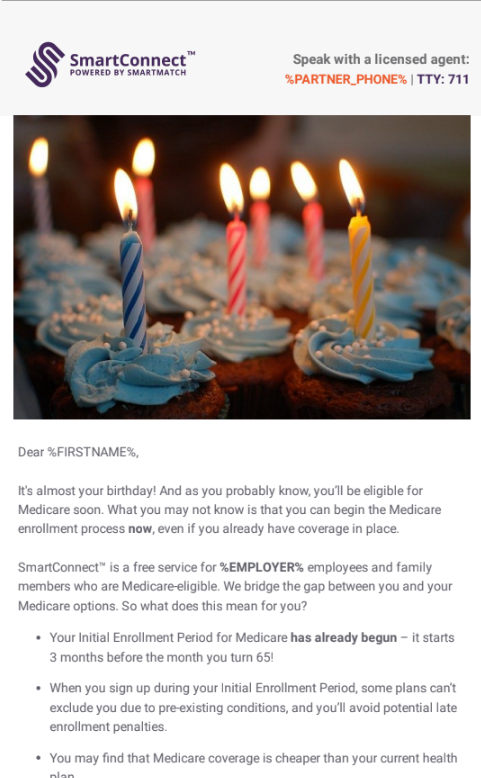 SmartConnect™
POWERED BY SMARTMATCH
Speak with a licensed agent:
%PARTNER_PHONE% | TTY: 711
Dear %FIRSTNAME%,
It's almost your birthday! And as you probably know, you'll be eligible for
Medicare soon. What you may not know is that you can begin the Medicare
enrollment process now, even if you already have coverage in place.
SmartConnect™ is a free service for %EMPLOYER% employees and family
members who are Medicare-eligible. We bridge the gap between you and your
Medicare options. So what does this mean for you?
• Your Initial Enrollment Period for Medicare has already begun – it starts
3 months before the month you turn 65!
• When you sign up during your Initial Enrollment Period, some plans can't
exclude you due to pre-existing conditions, and you'll avoid potential late
enrollment penalties.
• You may find that Medicare coverage is cheaper than your current health
plan